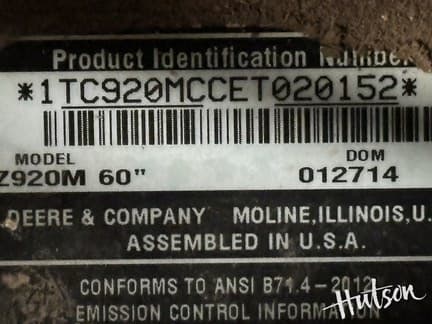 Product Identification Number
*1TC920MCCET020152*
MODEL DOM
Z920M 60" 012714
DEERE & COMPANY MOLINE, ILLINOIS, U.
ASSEMBLED IN U.S.A.
CONFORMS TO ANSI B71.4-2012
EMISSION CONTROL INFORMATION
Hutson